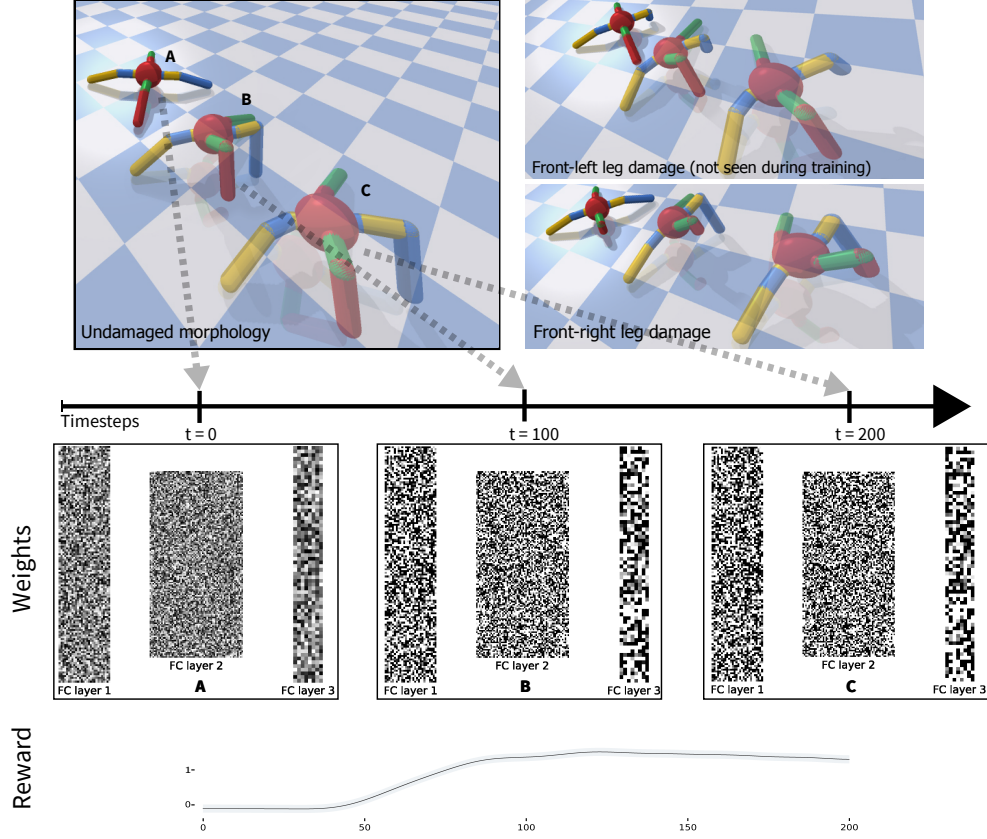 A
B
C
Undamaged morphology
Front-left leg damage (not seen during training)
Front-right leg damage
Timesteps
t = 0
t = 100
t = 200
Weights
FC layer 1
FC layer 2
A
FC layer 3
FC layer 1
FC layer 2
B
FC layer 3
FC layer 1
FC layer 2
C
FC layer 3
Reward
1
0
0
50
100
150
200